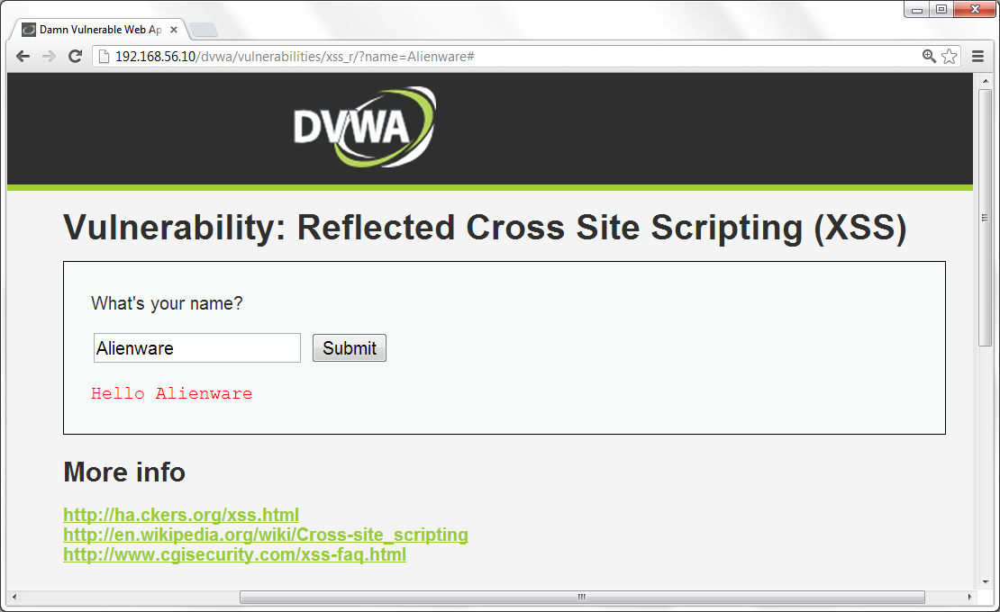 Damn Vulnerable Web Ap
192.168.56.10/dvwa/vulnerabilities/xss_r/?name=Alienware#
DVWA
Vulnerability: Reflected Cross Site Scripting (XSS)
What's your name?
Alienware Submit
Hello Alienware
More info
http://ha.ckers.org/xss.html
http://en.wikipedia.org/wiki/Cross-site_scripting
http://www.cgisecurity.com/xss-faq.html